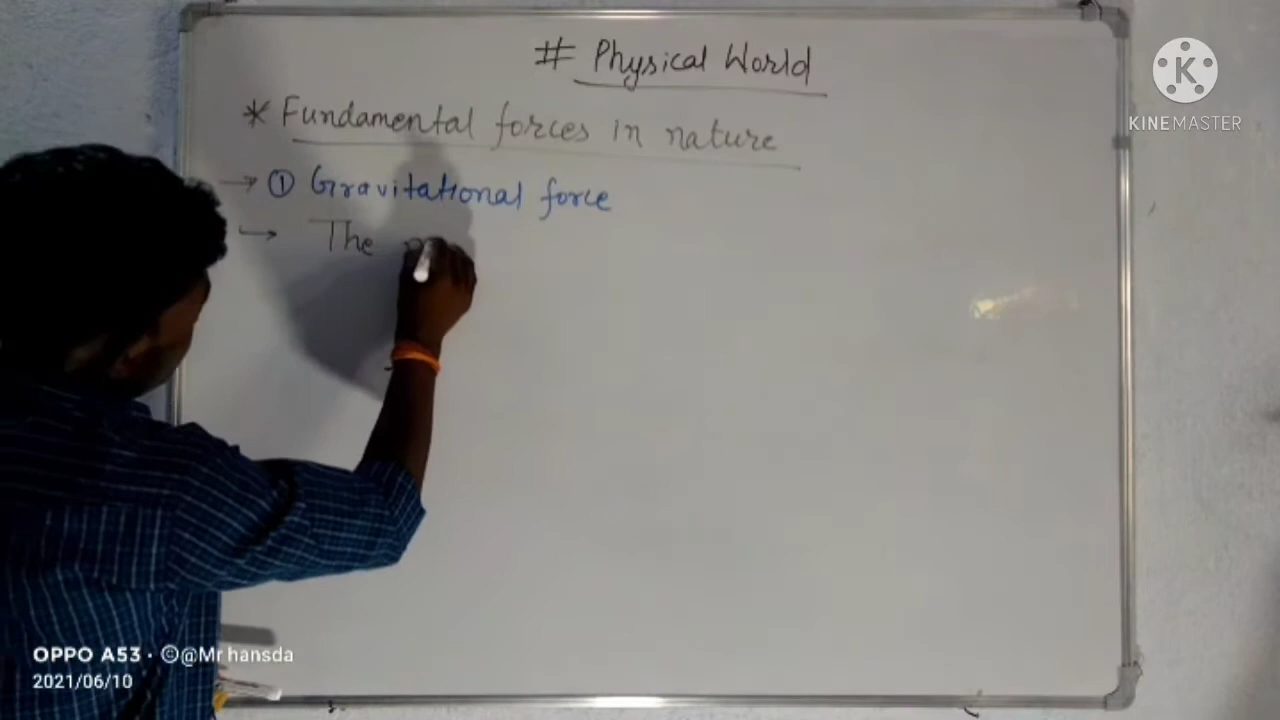 # Physical World
* Fundamental forces in nature
→ ① Gravitational force
↪ The
KINEMASTER
OPPO A53 · ©@Mr hansda
2021/06/10